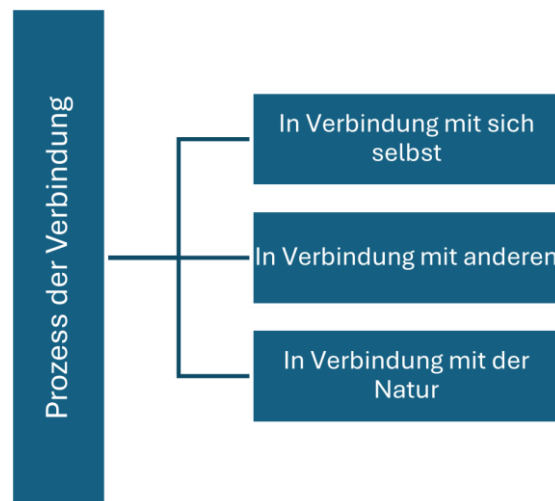 Prozess der Verbindung
In Verbindung mit sich
selbst
In Verbindung mit anderen
In Verbindung mit der
Natur